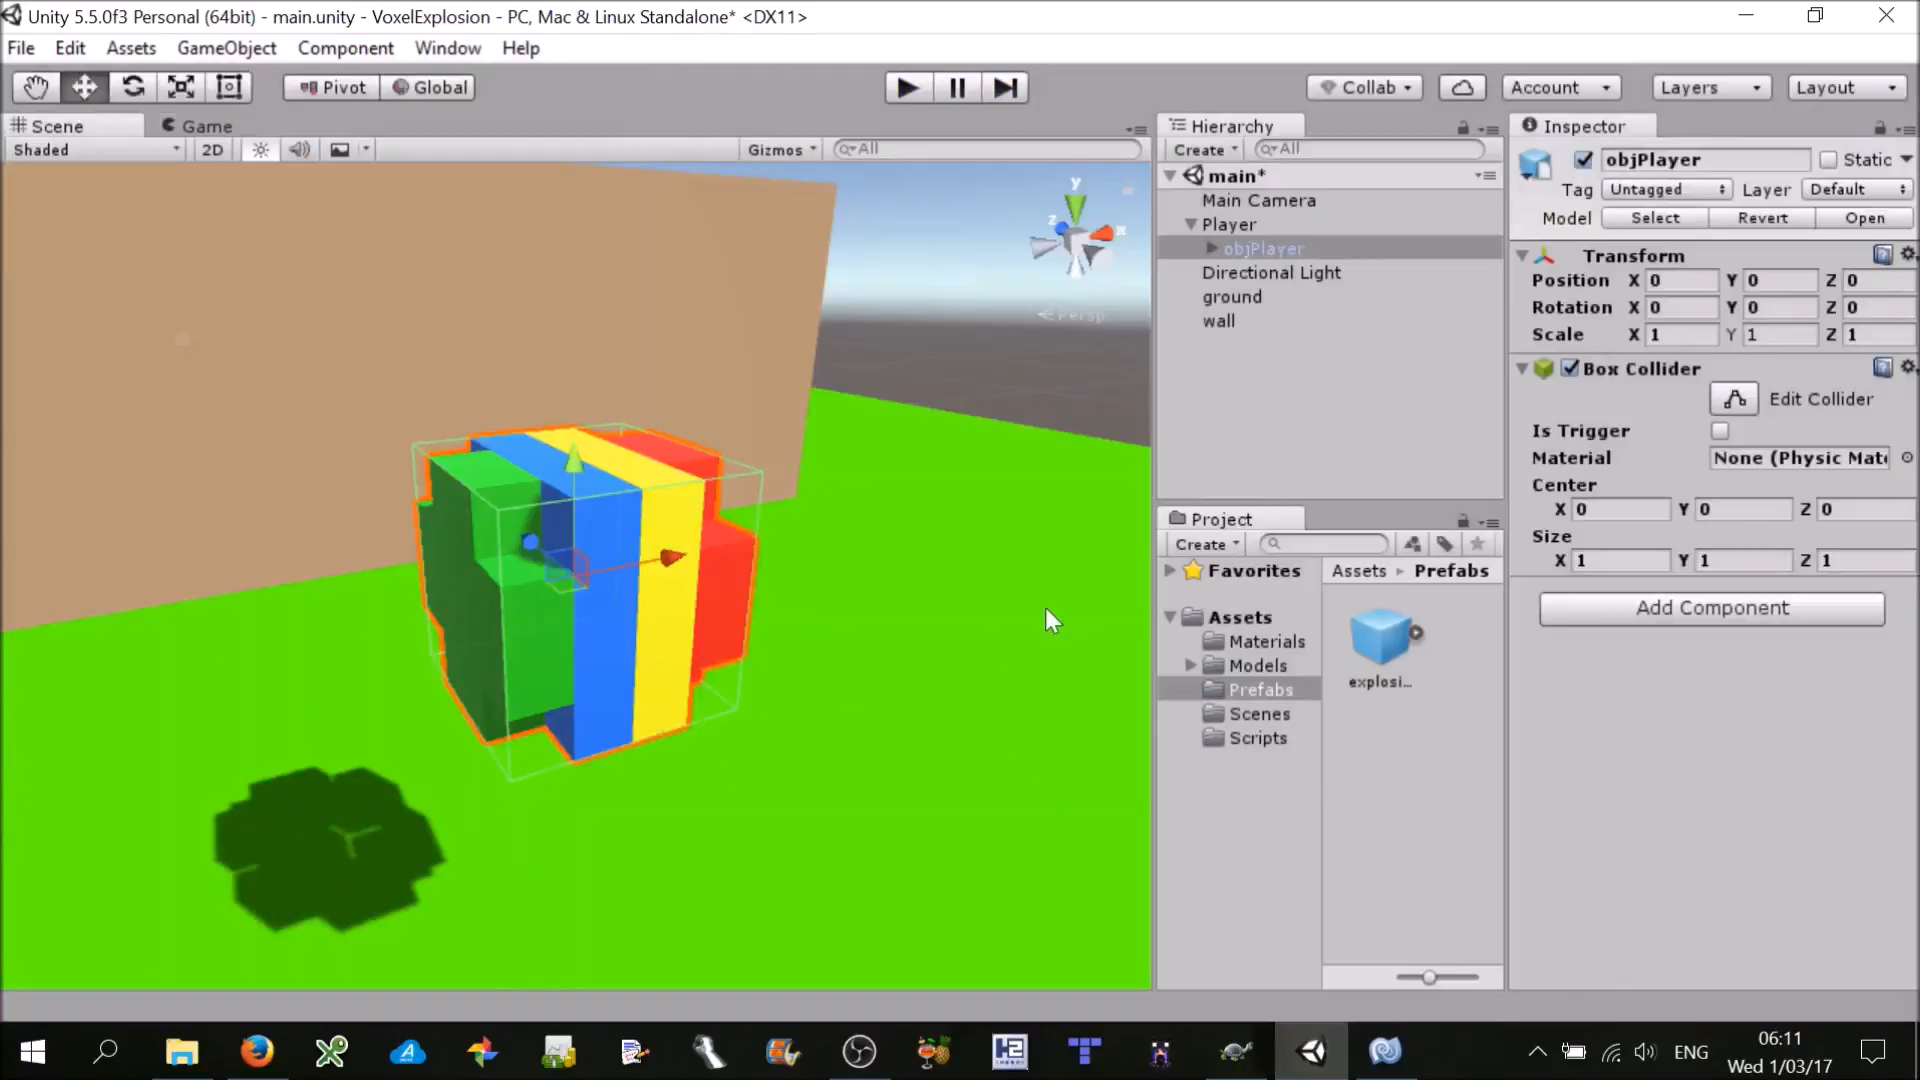 Unity 5.5.0f3 Personal (64bit) - main.unity - VoxelExplosion - PC, Mac & Linux Standalone* <DX11>
File Edit Assets GameObject Component Window Help
Pivot Global Collab Account Layers Layout
Scene Game
Shaded 2D Gizmos All
y
x
z
Persp
Hierarchy
Create All
main*
Main Camera
Player
objPlayer
Directional Light
ground
wall
Project
Create
Favorites
Assets
Materials
Models
Prefabs
Scenes
Scripts
Assets Prefabs
explosi...
Inspector
objPlayer Static
Tag Untagged Layer Default
Model Select Revert Open
Transform
Position X 0 Y 0 Z 0
Rotation X 0 Y 0 Z 0
Scale X 1 Y 1 Z 1
Box Collider
Edit Collider
Is Trigger
Material None (Physic Mate
Center
X 0 Y 0 Z 0
Size
X 1 Y 1 Z 1
Add Component
ENG
06:11
Wed 1/03/17